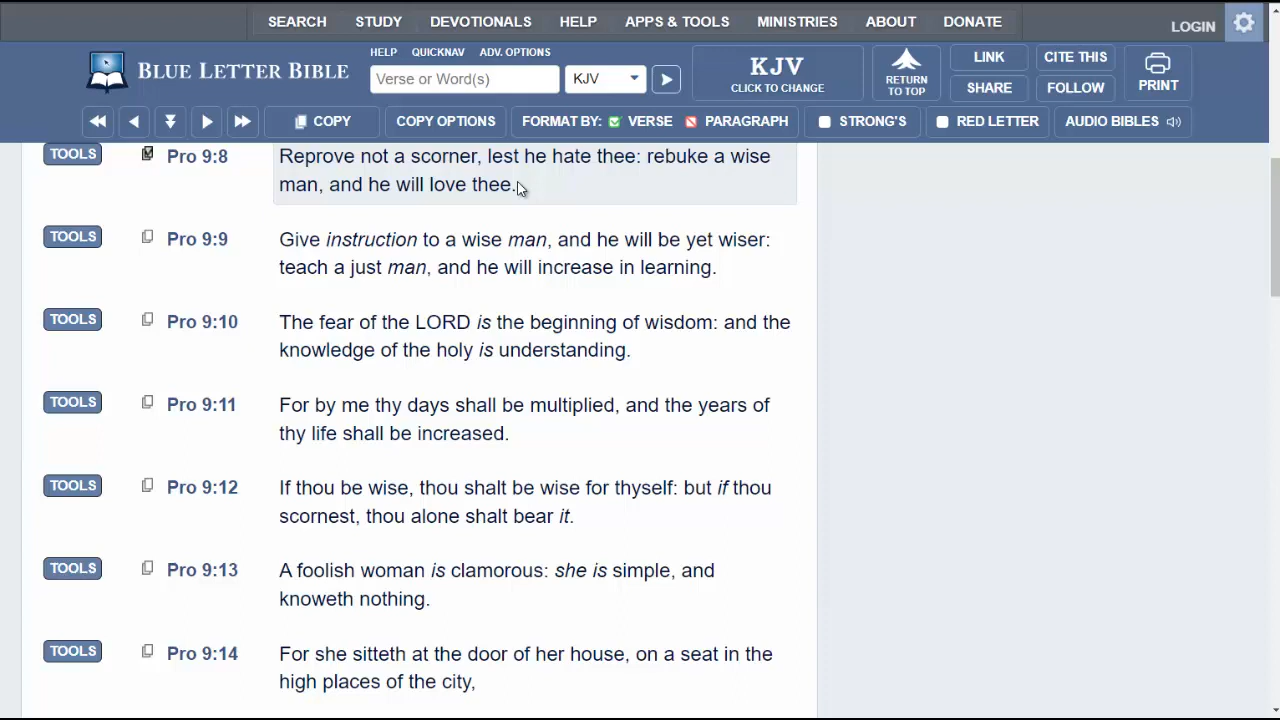 SEARCH STUDY DEVOTIONALS HELP APPS & TOOLS MINISTRIES ABOUT DONATE LOGIN
HELP QUICKNAV ADV. OPTIONS
BLUE LETTER BIBLE
Verse or Word(s) KJV
KJV
CLICK TO CHANGE
RETURN
TO TOP
LINK CITE THIS
SHARE FOLLOW
PRINT
COPY COPY OPTIONS FORMAT BY: VERSE PARAGRAPH STRONG'S RED LETTER AUDIO BIBLES
TOOLS Pro 9:8 Reprove not a scorner, lest he hate thee: rebuke a wise
man, and he will love thee.
TOOLS Pro 9:9 Give instruction to a wise man, and he will be yet wiser:
teach a just man, and he will increase in learning.
TOOLS Pro 9:10 The fear of the LORD is the beginning of wisdom: and the
knowledge of the holy is understanding.
TOOLS Pro 9:11 For by me thy days shall be multiplied, and the years of
thy life shall be increased.
TOOLS Pro 9:12 If thou be wise, thou shalt be wise for thyself: but if thou
scornest, thou alone shalt bear it.
TOOLS Pro 9:13 A foolish woman is clamorous: she is simple, and
knoweth nothing.
TOOLS Pro 9:14 For she sitteth at the door of her house, on a seat in the
high places of the city,